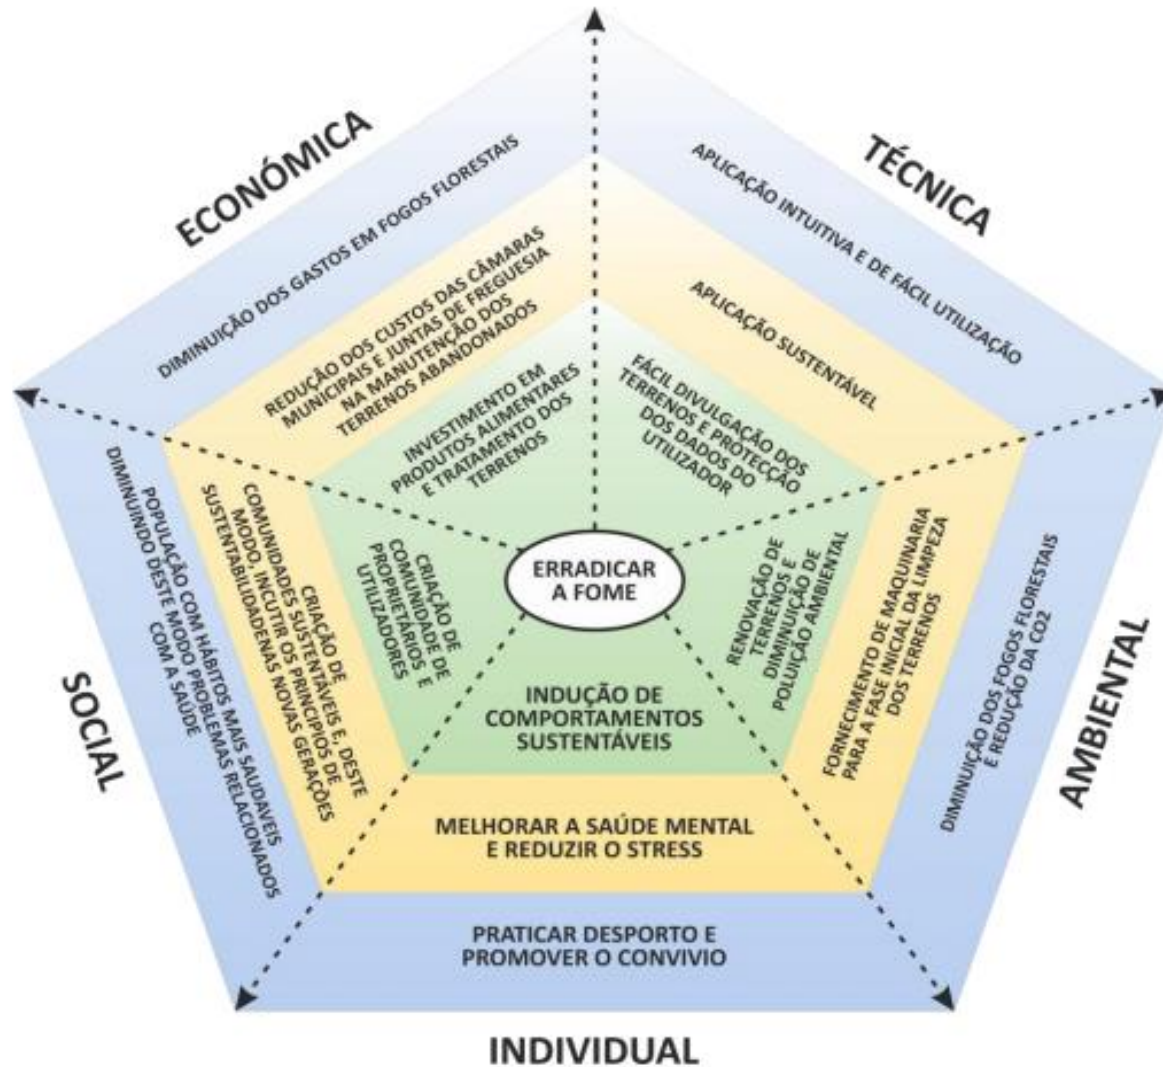 ECONÓMICA
DIMINUIÇÃO DOS GASTOS EM FOGOS FLORESTAIS
REDUÇÃO DOS CUSTOS DAS CÂMARAS
MUNICIPAIS E JUNTAS DE FREGUESIA
NA MANUTENÇÃO DOS
TERRENOS ABANDONADOS
INVESTIMENTO EM
PRODUTOS ALIMENTARES
E TRATAMENTO DOS
TERRENOS
TÉCNICA
APLICAÇÃO INTUITIVA E DE FÁCIL UTILIZAÇÃO
APLICAÇÃO SUSTENTÁVEL
FÁCIL DIVULGAÇÃO DOS
TERRENOS E PROTECÇÃO
DOS DADOS DO
UTILIZADOR
SOCIAL
POPULAÇÃO COM HÁBITOS MAIS SAUDAVEIS
DIMINUINDO DESTE MODO PROBLEMAS RELACIONADOS
COM A SAÚDE
CRIAÇÃO DE
COMUNIDADES SUSTENTÁVEIS E, DESTE
MODO, INCUTIR OS PRINCIPIOS DE
SUSTENTABILIDADENAS NOVAS GERAÇÕES
CRIAÇÃO DE
COMUNIDADE DE
PROPRIETARIOS E
UTILIZADORES
ERRADICAR
A FOME
RENOVAÇÃO DE
TERRENOS E
DIMINUIÇÃO DE
POLUIÇÃO AMBIENTAL
FORNECIMENTO DE MAQUINARIA
PARA A FASE INICIAL DA LIMPEZA
DOS TERRENOS
DIMINUIÇÃO DOS FOGOS FLORESTAIS
E REDUÇÃO DA CO2
AMBIENTAL
INDUÇÃO DE
COMPORTAMENTOS
SUSTENTÁVEIS
MELHORAR A SAÚDE MENTAL
E REDUZIR O STRESS
PRATICAR DESPORTO E
PROMOVER O CONVIVIO
INDIVIDUAL